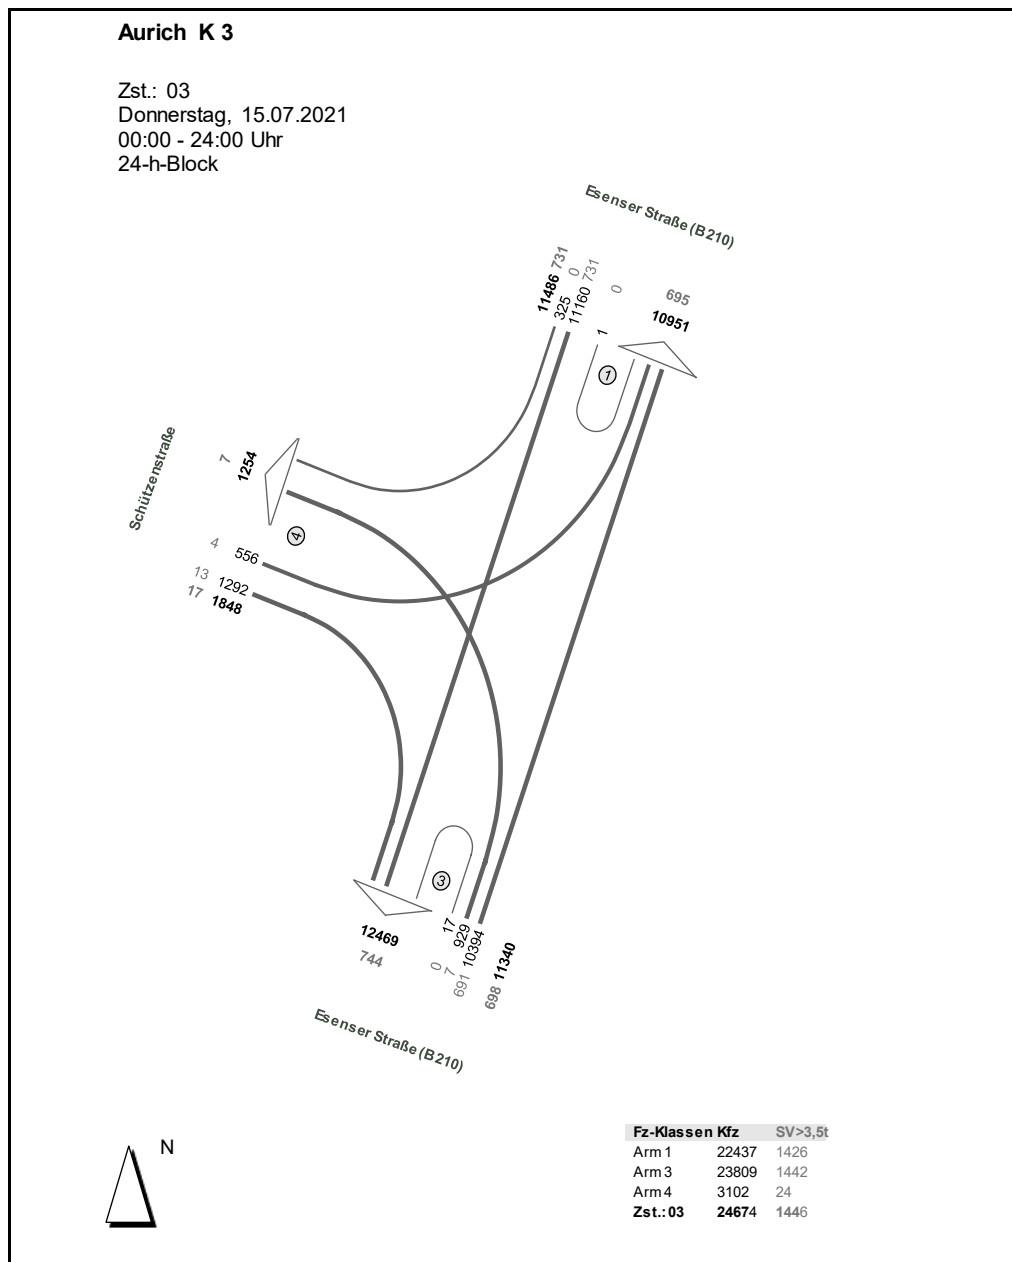 Aurich K 3
Zst.: 03
Donnerstag, 15.07.2021
00:00 - 24:00 Uhr
24-h-Block
Esenser Straße (B210)
11486 731
325 0
11160 731
1 0
695
10951
1
Schützenstraße
7 1254
4
4 556
13 1292
17 1848
3
12469
744
0 17
7 929
691 10394
698 11340
Esenser Straße (B210)
N
Fz-Klassen Kfz SV>3,5t
Arm 1 22437 1426
Arm 3 23809 1442
Arm 4 3102 24
Zst.: 03 24674 1446